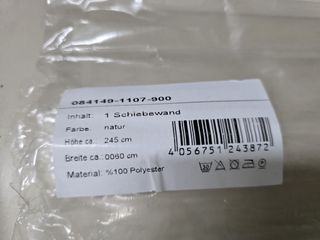 084149-1107-900
Inhalt: 1 Schiebewand
Farbe: natur
Höhe ca.: 245 cm
Breite ca.: 0060 cm
Material: %100 Polyester
4 056751 243872